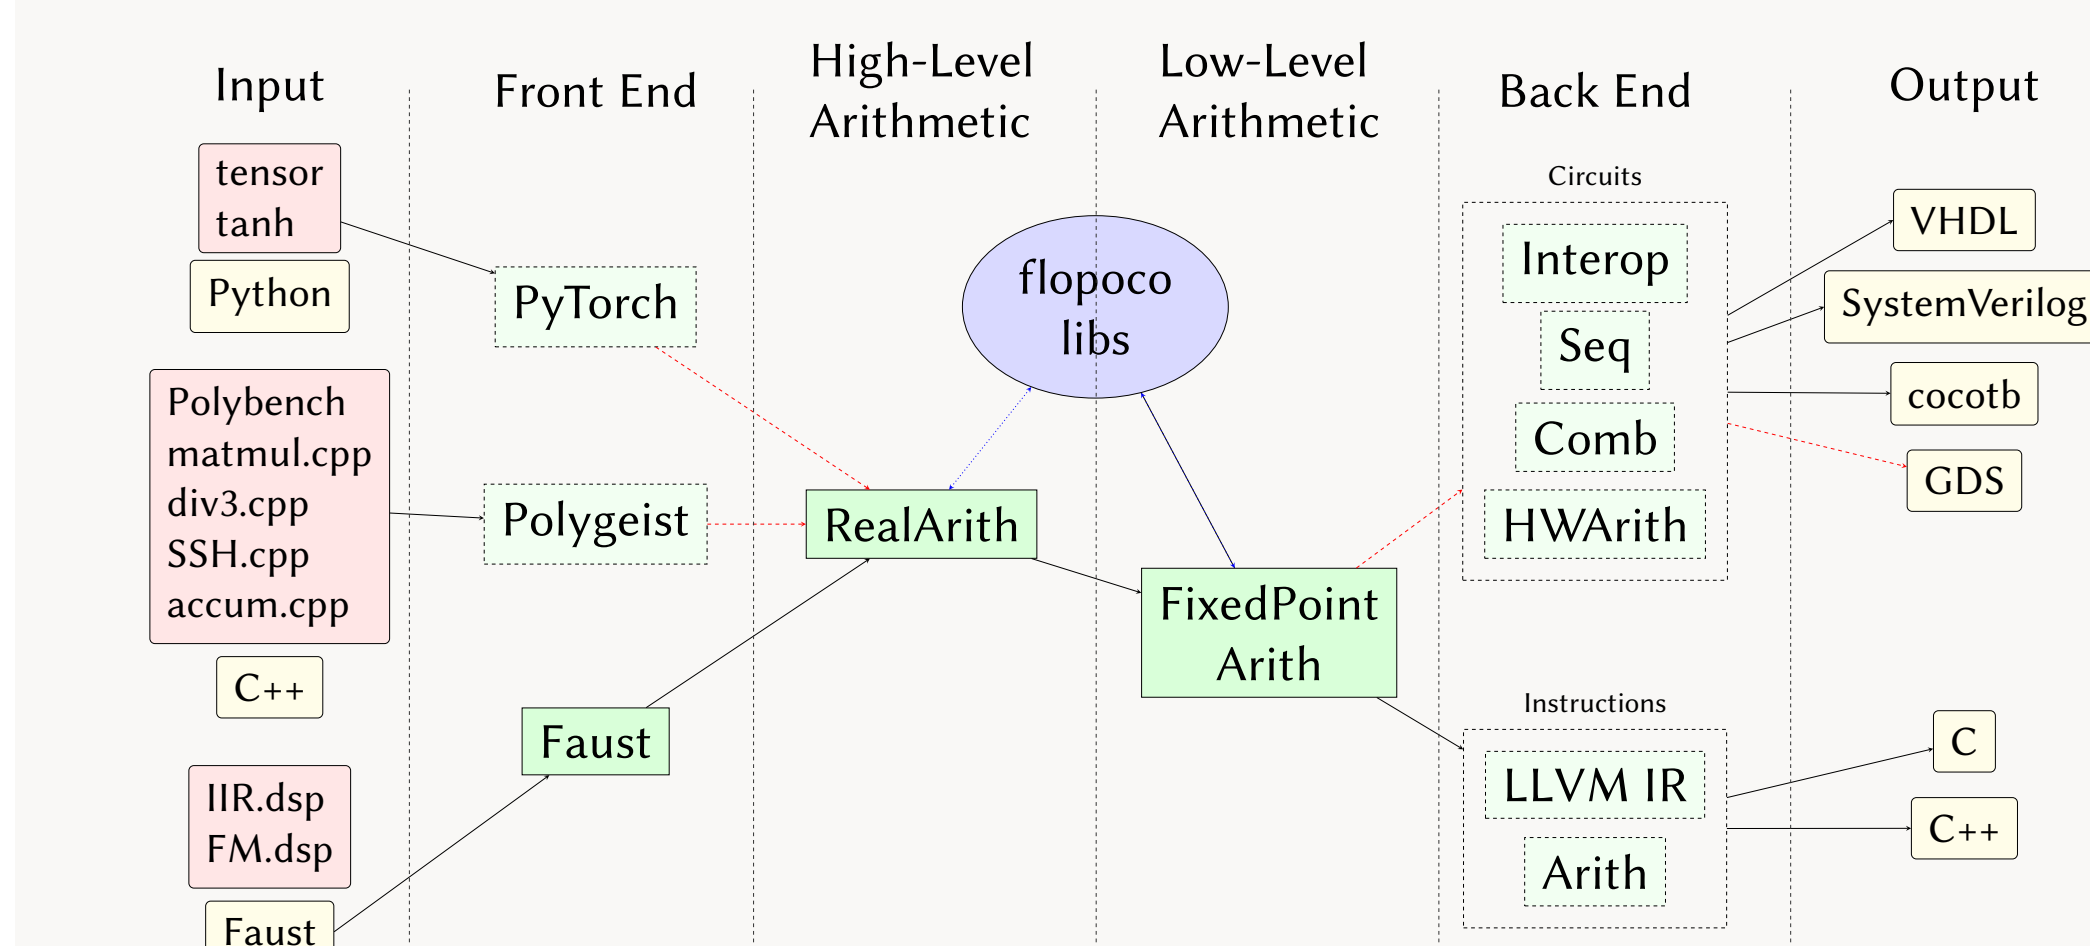 Input
Front End
High-Level
Arithmetic
Low-Level
Arithmetic
Back End
Output
tensor
tanh
Python
Polybench
matmul.cpp
div3.cpp
SSH.cpp
accum.cpp
C++
IIR.dsp
FM.dsp
Faust
PyTorch
Polygeist
Faust
flopoco
libs
RealArith
FixedPoint
Arith
Circuits
Interop
Seq
Comb
HWArith
Instructions
LLVM IR
Arith
VHDL
SystemVerilog
cocotb
GDS
C
C++